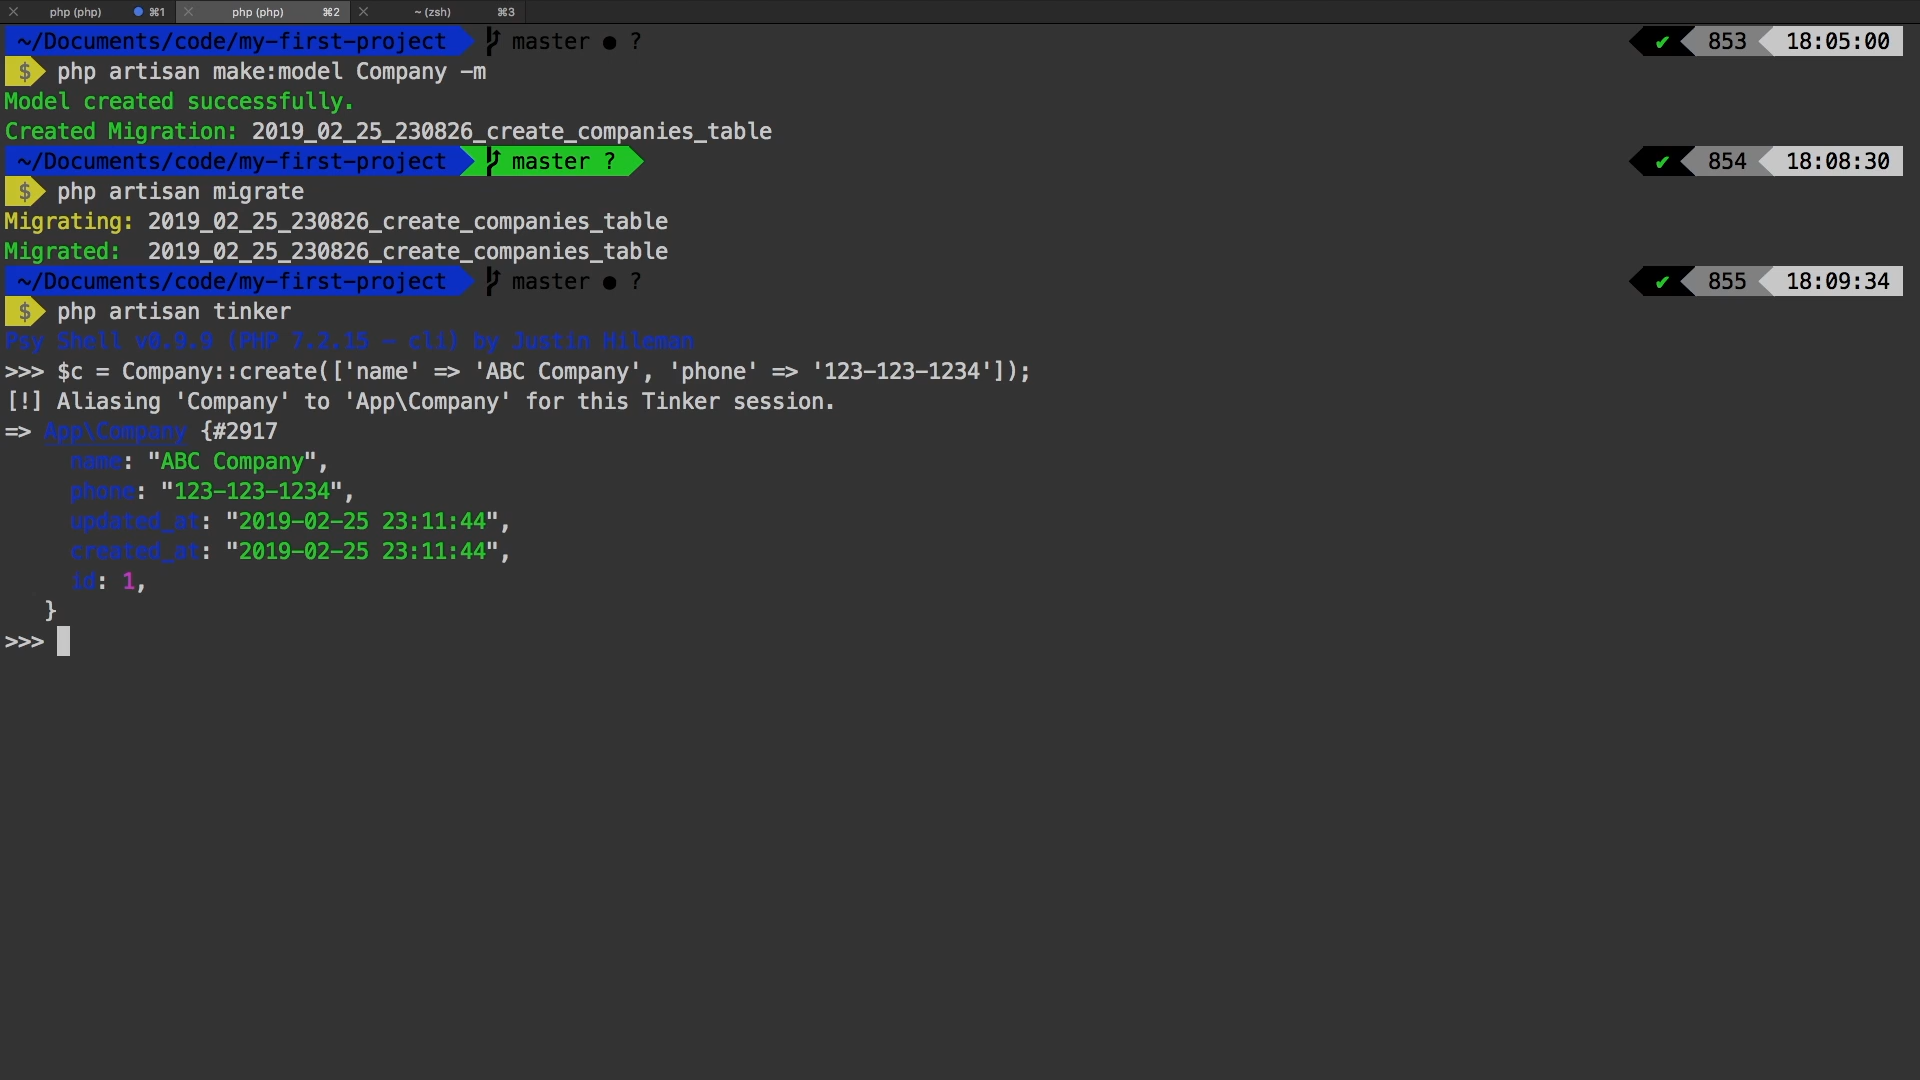 php (php) ⌘1 php (php) ⌘2 ~ (zsh) ⌘3
~/Documents/code/my-first-project master ● ? ✔ 853 18:05:00
$ php artisan make:model Company -m
Model created successfully.
Created Migration: 2019_02_25_230826_create_companies_table
~/Documents/code/my-first-project master ? ✔ 854 18:08:30
$ php artisan migrate
Migrating: 2019_02_25_230826_create_companies_table
Migrated:  2019_02_25_230826_create_companies_table
~/Documents/code/my-first-project master ● ? ✔ 855 18:09:34
$ php artisan tinker
Psy Shell v0.9.9 (PHP 7.2.15 — cli) by Justin Hileman
>>> $c = Company::create(['name' => 'ABC Company', 'phone' => '123-123-1234']);
[!] Aliasing 'Company' to 'App\Company' for this Tinker session.
=> App\Company {#2917
     name: "ABC Company",
     phone: "123-123-1234",
     updated_at: "2019-02-25 23:11:44",
     created_at: "2019-02-25 23:11:44",
     id: 1,
   }
>>>